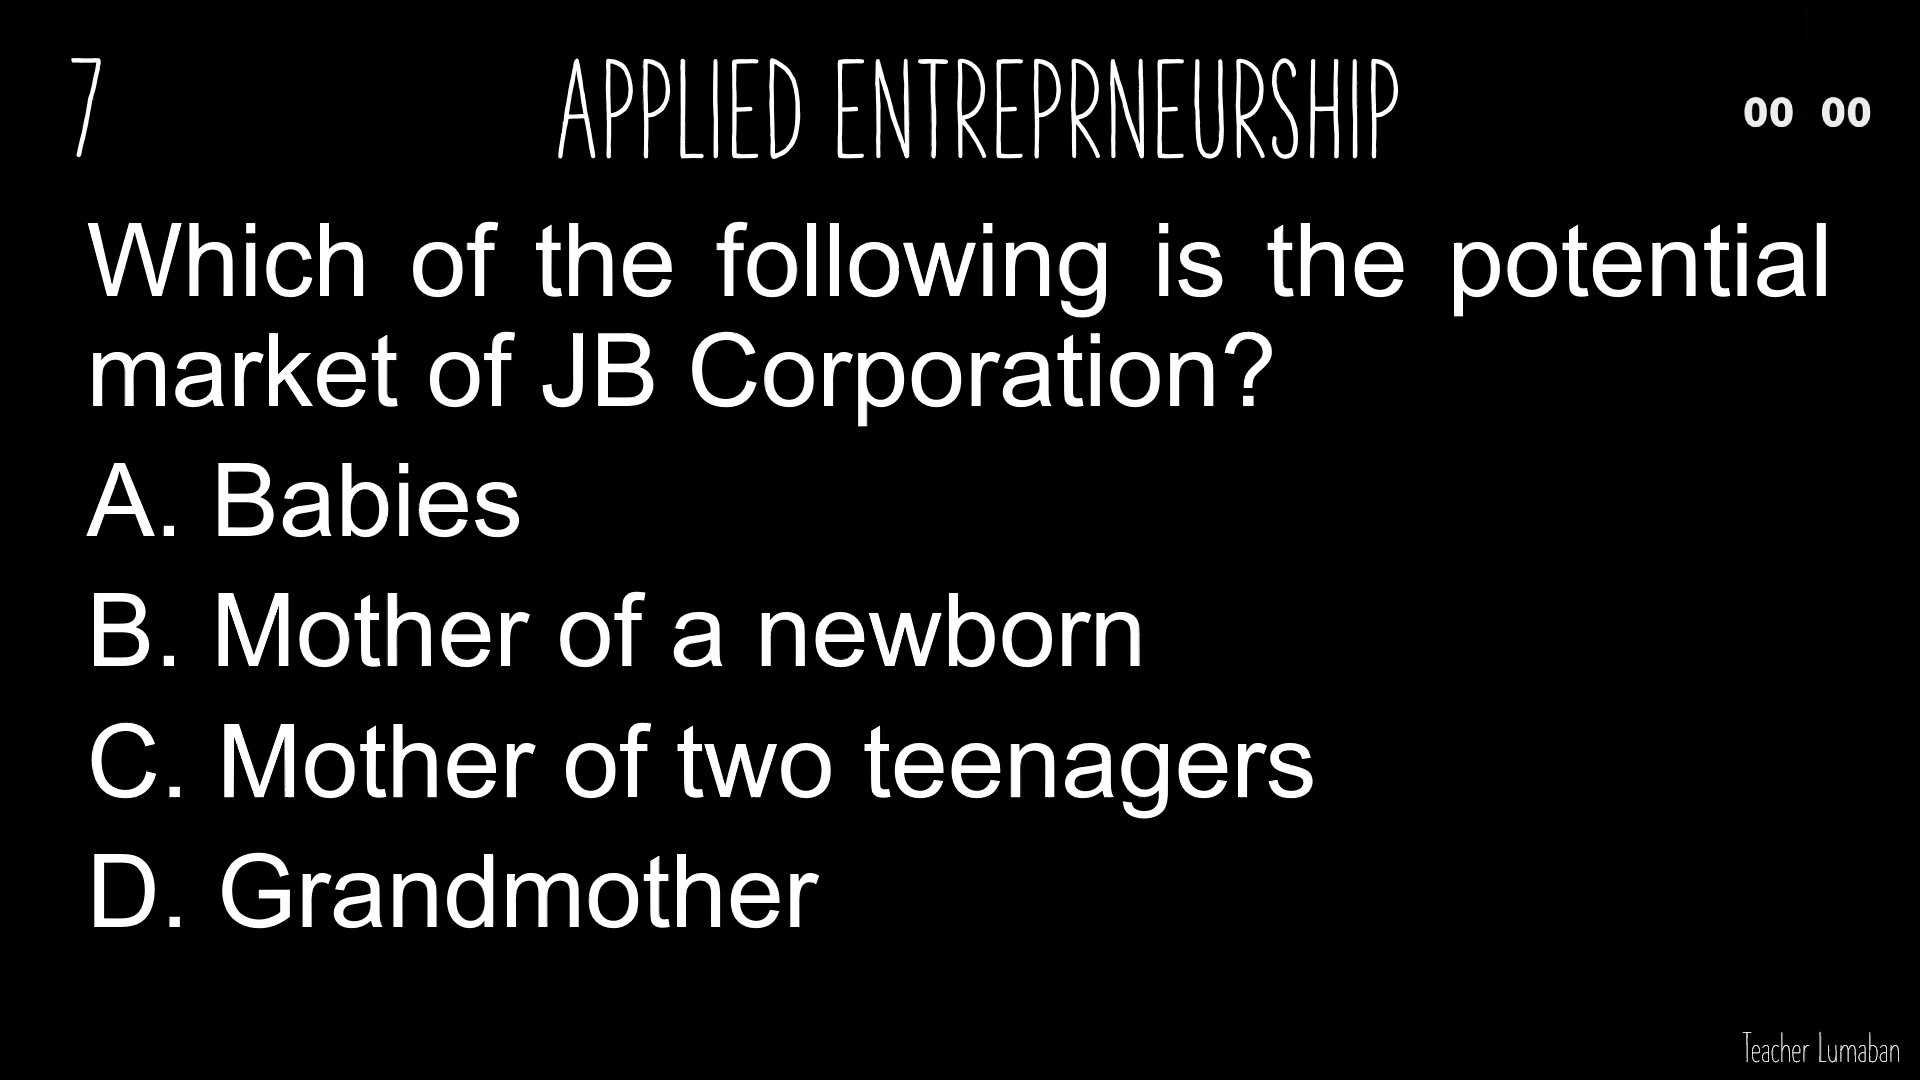 7
APPLIED ENTREPRNEURSHIP
00 00
Which of the following is the potential
market of JB Corporation?
A. Babies
B. Mother of a newborn
C. Mother of two teenagers
D. Grandmother
Teacher Lumaban